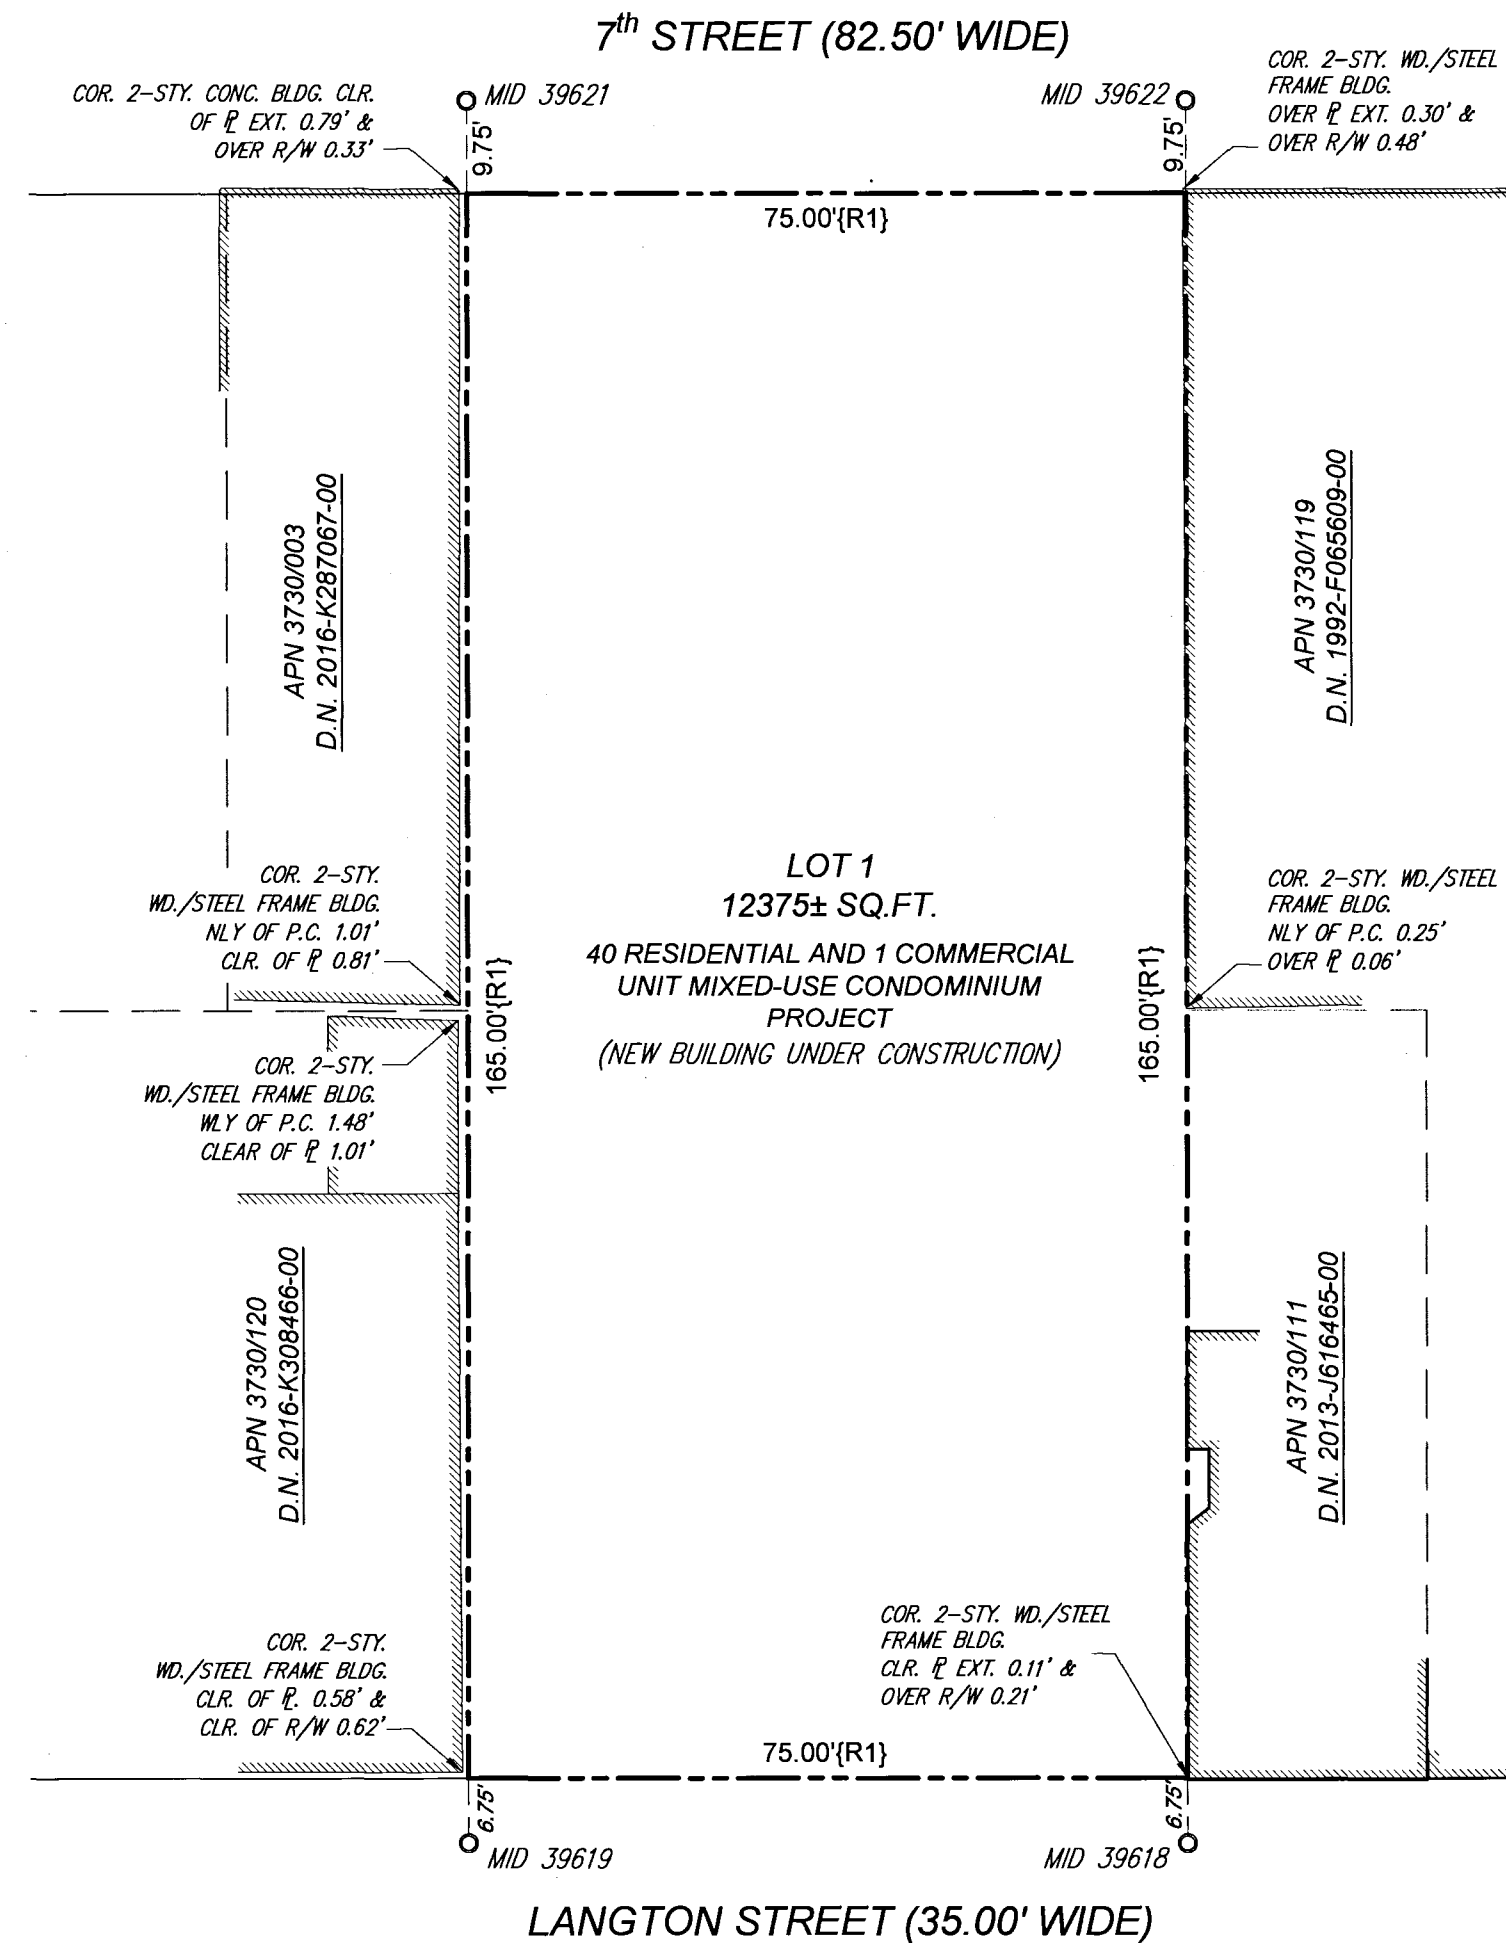 7th STREET (82.50' WIDE)
COR. 2-STY. CONC. BLDG. CLR.
OF ⅊ EXT. 0.79' &
OVER R/W 0.33'
MID 39621
9.75'
MID 39622
9.75'
COR. 2-STY. WD./STEEL
FRAME BLDG.
OVER ⅊ EXT. 0.30' &
OVER R/W 0.48'
75.00'{R1}
APN 3730/003
D.N. 2016-K287067-00
APN 3730/119
D.N. 1992-F065609-00
COR. 2-STY.
WD./STEEL FRAME BLDG.
NLY OF P.C. 1.01'
CLR. OF ⅊ 0.81'
LOT 1
12375± SQ.FT.
40 RESIDENTIAL AND 1 COMMERCIAL
UNIT MIXED-USE CONDOMINIUM
PROJECT
(NEW BUILDING UNDER CONSTRUCTION)
COR. 2-STY. WD./STEEL
FRAME BLDG.
NLY OF P.C. 0.25'
OVER ⅊ 0.06'
165.00'{R1}
165.00'{R1}
COR. 2-STY.
WD./STEEL FRAME BLDG.
WLY OF P.C. 1.48'
CLEAR OF ⅊ 1.01'
APN 3730/120
D.N. 2016-K308466-00
APN 3730/111
D.N. 2013-J616465-00
COR. 2-STY.
WD./STEEL FRAME BLDG.
CLR. OF ⅊. 0.58' &
CLR. OF R/W 0.62'
COR. 2-STY. WD./STEEL
FRAME BLDG.
CLR. ⅊ EXT. 0.11' &
OVER R/W 0.21'
75.00'{R1}
6.75'
MID 39619
6.75'
MID 39618
LANGTON STREET (35.00' WIDE)